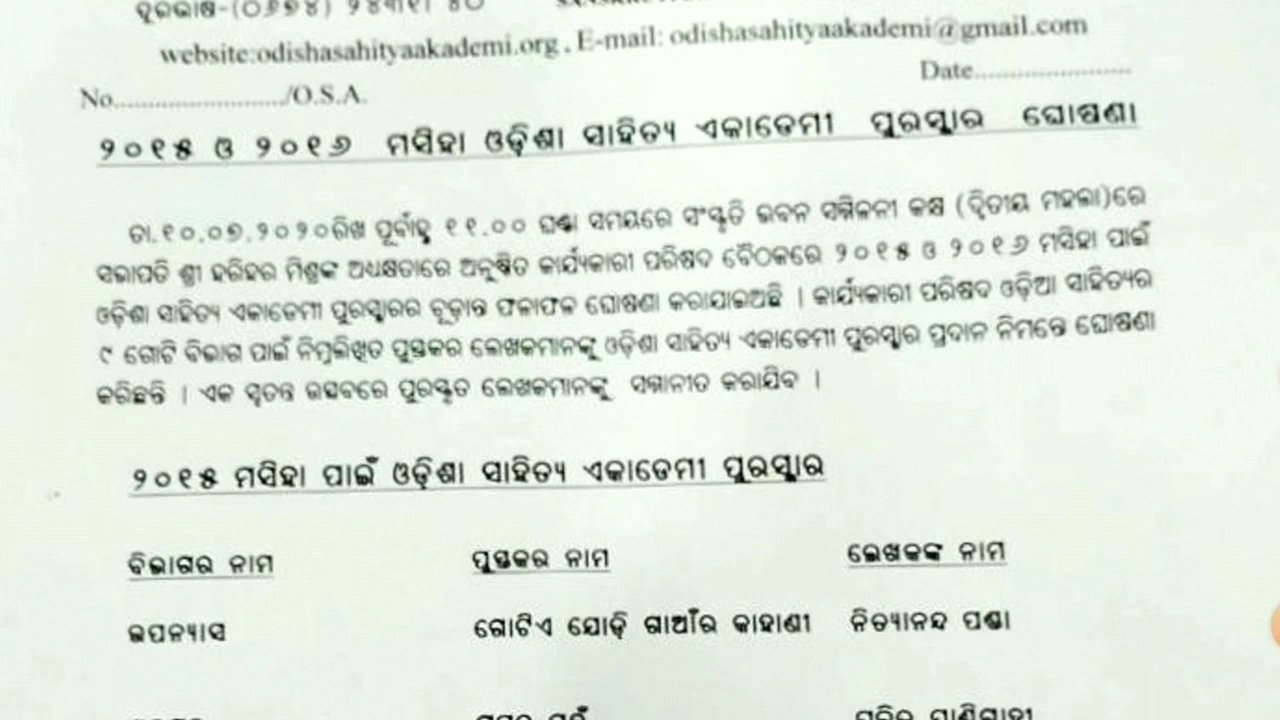 ଦୂରଭାଷ-(୦୬୭୪)
website:odishasahityaakademi.org , E-mail: odishasahityaakademi@gmail.com
No........................./O.S.A. Date.......................
୨୦୧୫ ଓ ୨୦୧୬ ମସିହା ଓଡ଼ିଶା ସାହିତ୍ୟ ଏକାଡେମୀ ପୁରସ୍କାର ଘୋଷଣା
ତା.୧୦.୦୭.୨୦୨୦ରିଖ ପୂର୍ବାହ୍ନ ୧୧.୦୦ ଘଣ୍ଟା ସମୟରେ ସଂସ୍କୃତି ଭବନ ସମ୍ମିଳନୀ କକ୍ଷ (ଦ୍ବିତୀୟ ମହଲା)ରେ
ସଭାପତି ଶ୍ରୀ ହରିହର ମିଶ୍ରଙ୍କ ଅଧ୍ୟକ୍ଷତାରେ ଅନୁଷ୍ଠିତ କାର୍ଯ୍ୟକାରୀ ପରିଷଦ ବୈଠକରେ ୨୦୧୫ ଓ ୨୦୧୬ ମସିହା ପାଇଁ
ଓଡ଼ିଶା ସାହିତ୍ୟ ଏକାଡେମୀ ପୁରସ୍କାରର ଚୂଡ଼ାନ୍ତ ଫଳାଫଳ ଘୋଷଣା କରାଯାଇଅଛି । କାର୍ଯ୍ୟକାରୀ ପରିଷଦ ଓଡ଼ିଆ ସାହିତ୍ୟର
୯ ଗୋଟି ବିଭାଗ ପାଇଁ ନିମ୍ନଲିଖିତ ପୁସ୍ତକର ଲେଖକମାନଙ୍କୁ ଓଡ଼ିଶା ସାହିତ୍ୟ ଏକାଡେମୀ ପୁରସ୍କାର ପ୍ରଦାନ ନିମନ୍ତେ ଘୋଷଣା
କରିଛନ୍ତି । ଏକ ସ୍ବତନ୍ତ୍ର ଉତ୍ସବରେ ପୁରସ୍କୃତ ଲେଖକମାନଙ୍କୁ ସମ୍ମାନୀତ କରାଯିବ ।
୨୦୧୫ ମସିହା ପାଇଁ ଓଡ଼ିଶା ସାହିତ୍ୟ ଏକାଡେମୀ ପୁରସ୍କାର
ବିଭାଗର ନାମ ପୁସ୍ତକର ନାମ ଲେଖକଙ୍କ ନାମ
ଉପନ୍ୟାସ ଗୋଟିଏ ଯୋଡ଼ି ଗାଆଁର କାହାଣୀ ନିତ୍ୟାନନ୍ଦ ପଣ୍ଡା